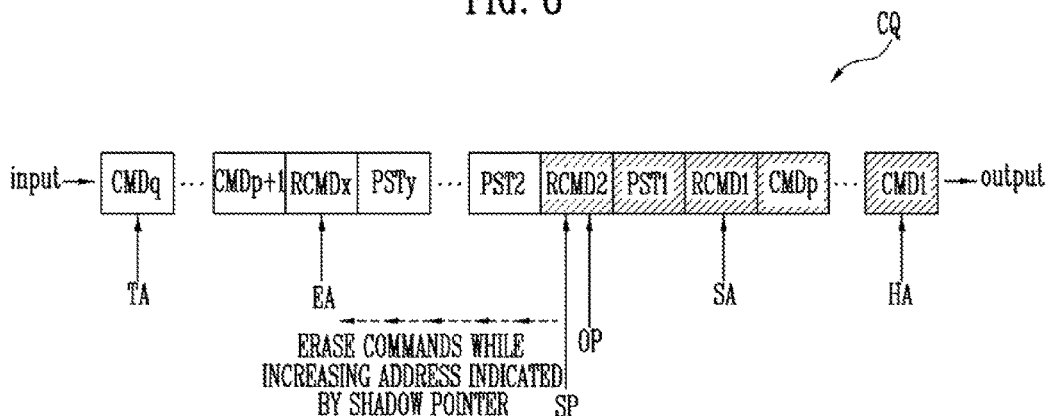 FIG. 8
CQ
input CMDq ··· CMDp+1 RCMDx PSTy ··· PST2 RCMD2 PST1 RCMD1 CMDp ··· CMD1 output
TA EA SA HA
OP
ERASE COMMANDS WHILE
INCREASING ADDRESS INDICATED
BY SHADOW POINTER
SP